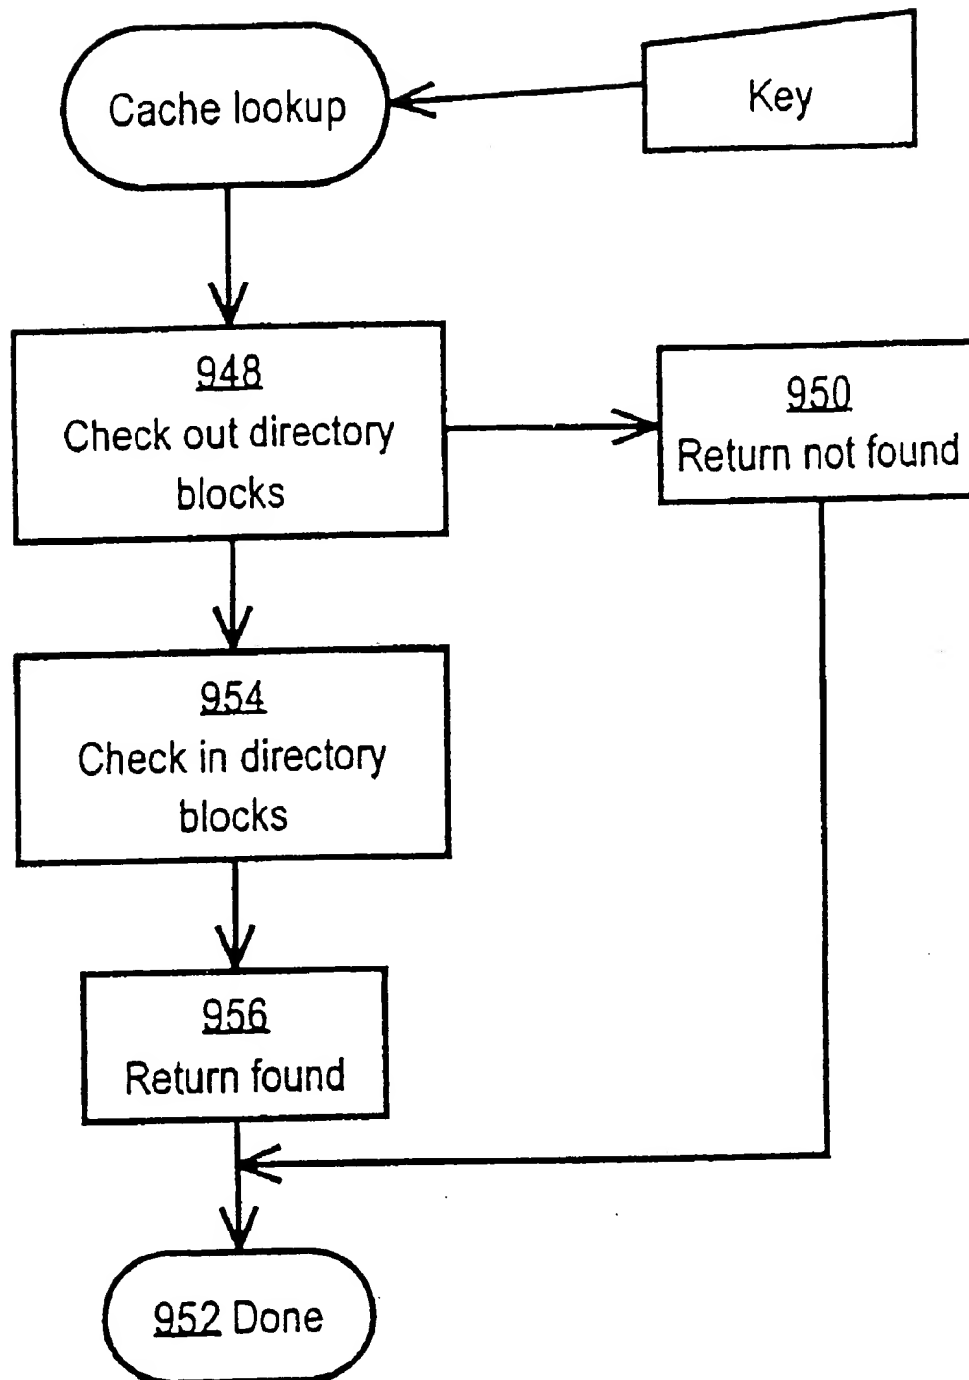 Cache lookup
Key
948
Check out directory
blocks
950
Return not found
954
Check in directory
blocks
956
Return found
952 Done